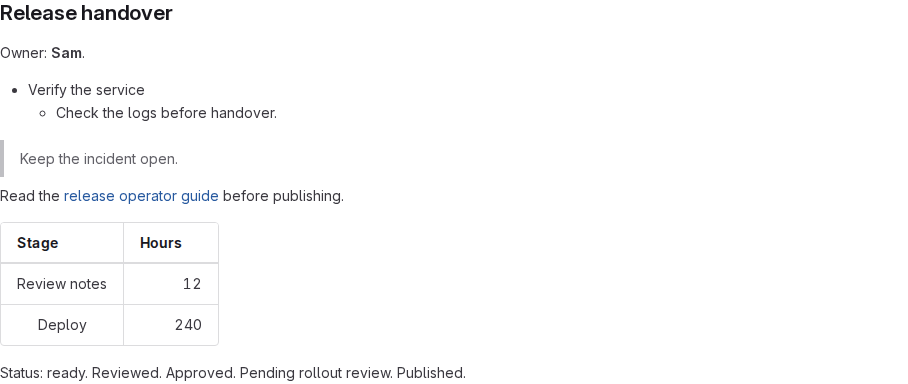 Release handover
Owner: Sam.
Verify the service
Check the logs before handover.
Keep the incident open.
Read the release operator guide before publishing.
Stage Hours
Review notes 12
Deploy 240
Status: ready. Reviewed. Approved. Pending rollout review. Published.